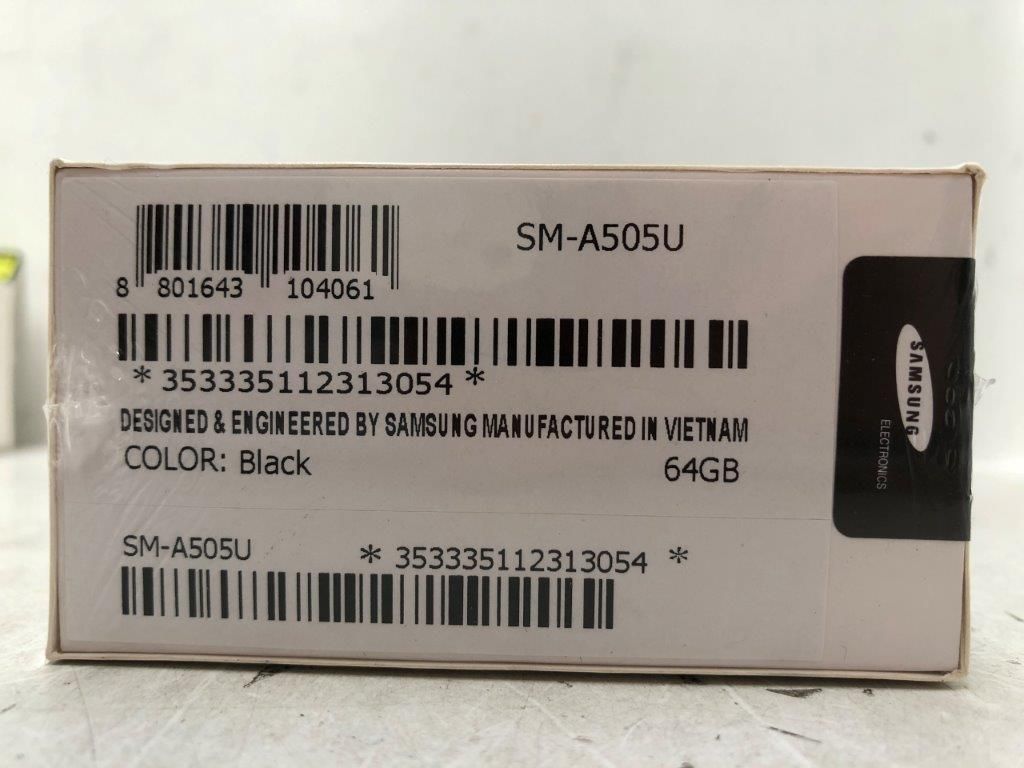 SM-A505U
8 801643 104061
*353335112313054*
DESIGNED & ENGINEERED BY SAMSUNG MANUFACTURED IN VIETNAM
COLOR: Black 64GB
SM-A505U * 353335112313054 *
SAMSUNG
ELECTRONICS